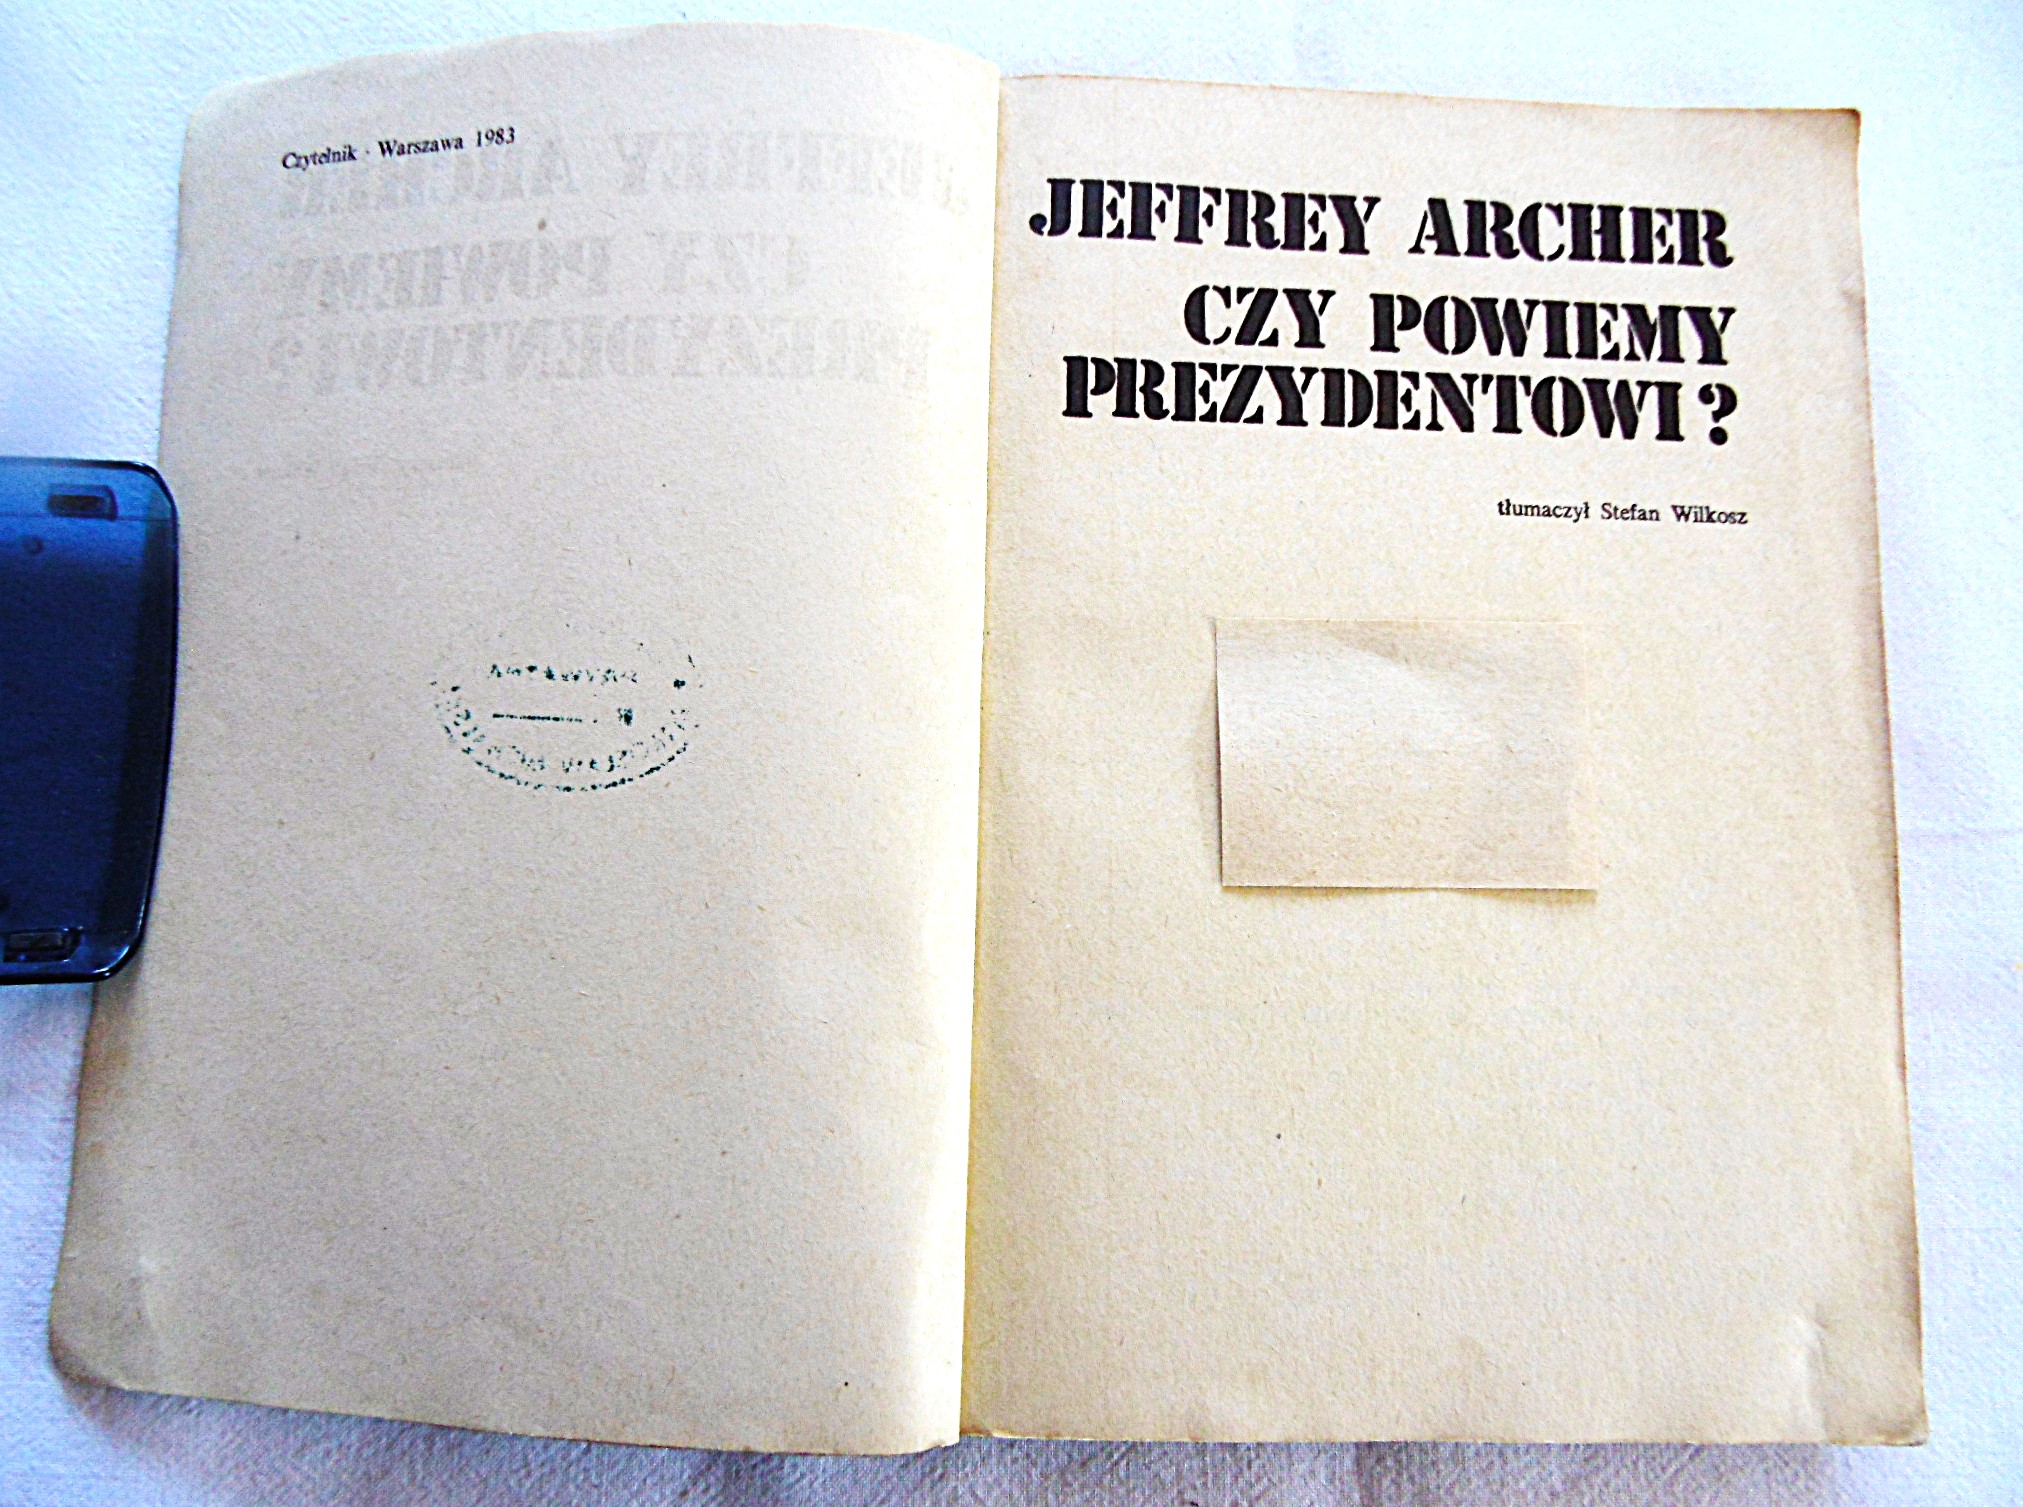 Czytelnik · Warszawa 1983
JEFFREY ARCHER
CZY POWIEMY
PREZYDENTOWI?
tłumaczył Stefan Wilkosz